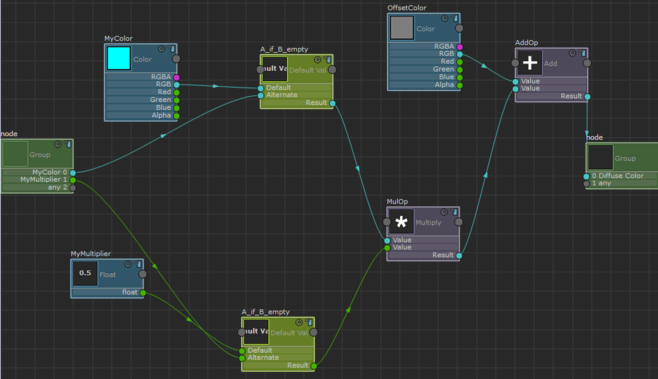 MyColor
Color
RGBA
RGB
Red
Green
Blue
Alpha
A_if_B_empty
ult Va
Default Val
Default
Alternate
Result
OffsetColor
Color
RGBA
RGB
Red
Green
Blue
Alpha
AddOp
+
Add
Value
Value
Result
node
Group
MyColor 0
MyMultiplier 1
any 2
node
Group
0 Diffuse Color
1 any
MulOp
*
Multiply
Value
Value
Result
MyMultiplier
0.5
Float
float
A_if_B_empty
ult Va
Default Val
Default
Alternate
Result